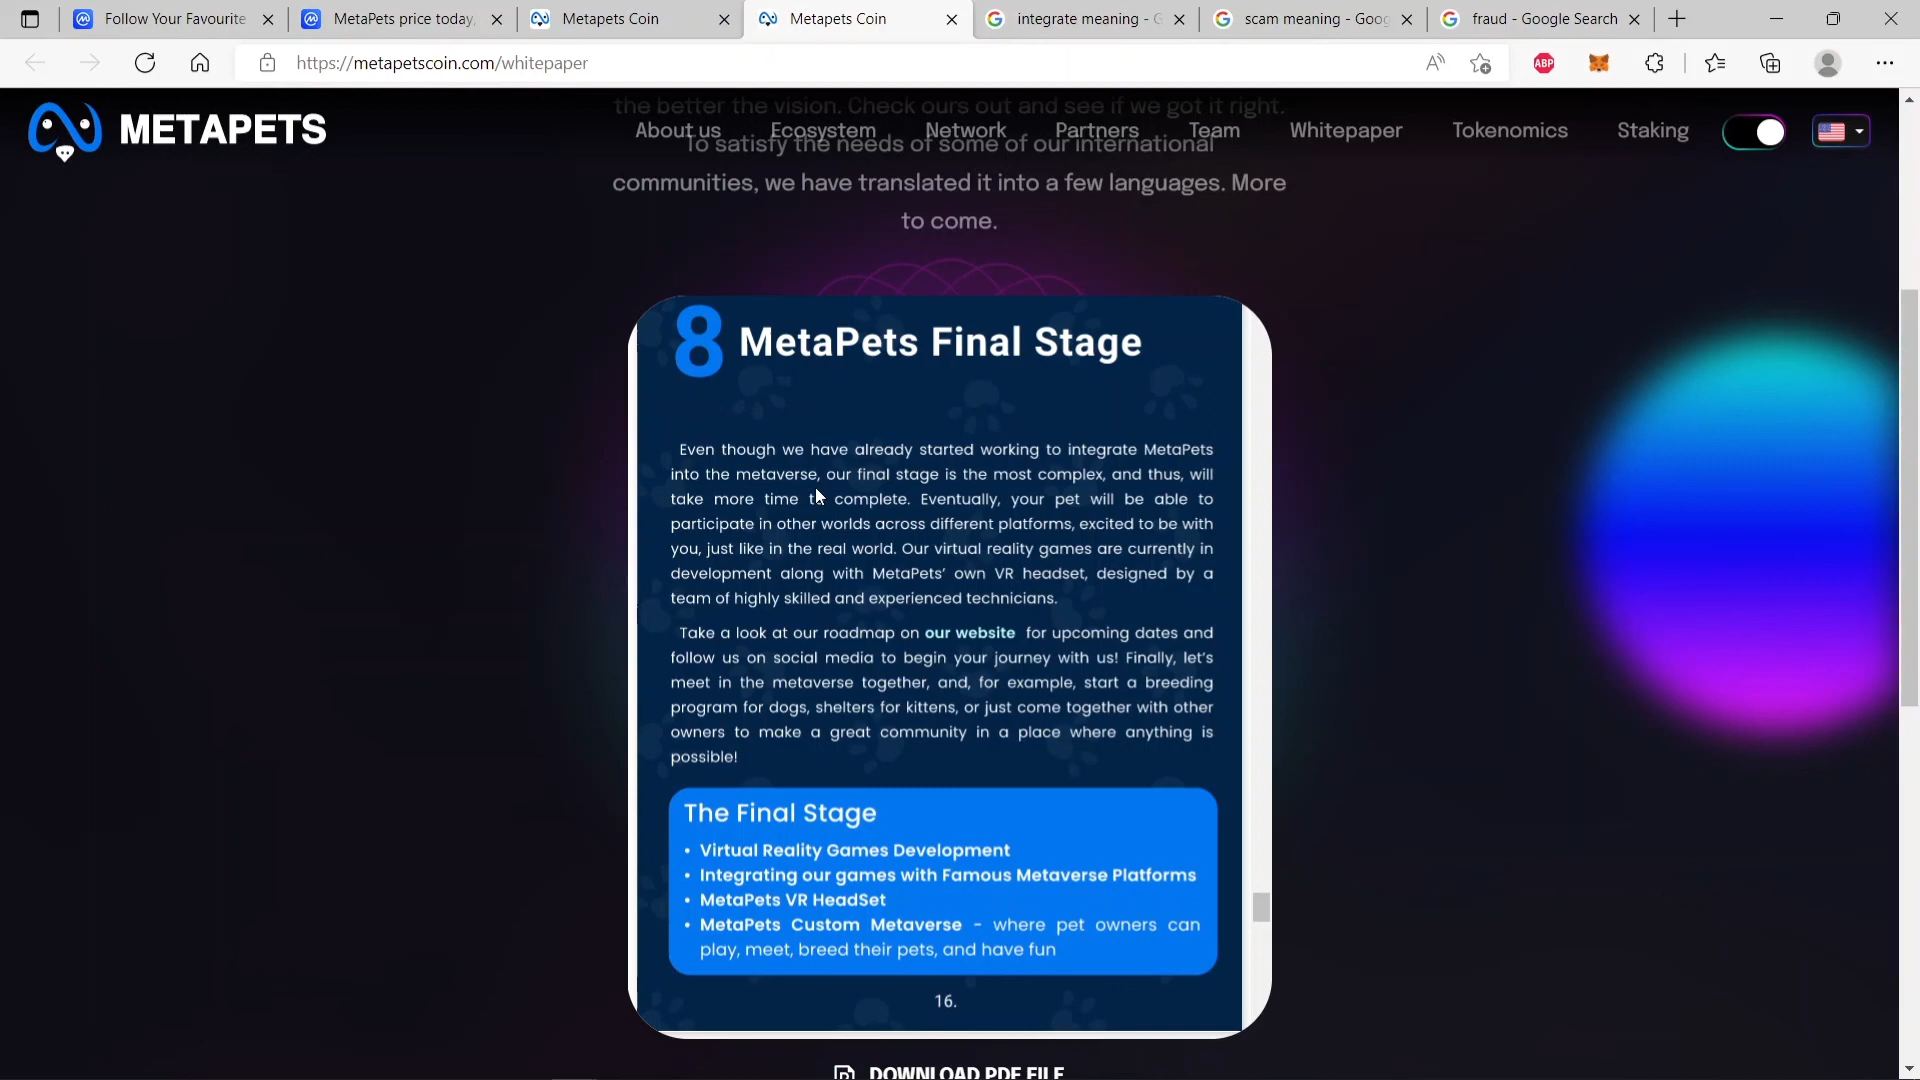 Follow Your Favourite
MetaPets price today,
Metapets Coin
Metapets Coin
integrate meaning - G
scam meaning - Goog
fraud - Google Search
https://metapetscoin.com/whitepaper
ABP
METAPETS
About us
Ecosystem
Network
Partners
Team
Whitepaper
Tokenomics
Staking
the better the vision. Check ours out and see if we got it right.
To satisfy the needs of some of our international
communities, we have translated it into a few languages. More
to come.
8 MetaPets Final Stage
Even though we have already started working to integrate MetaPets
into the metaverse, our final stage is the most complex, and thus, will
take more time to complete. Eventually, your pet will be able to
participate in other worlds across different platforms, excited to be with
you, just like in the real world. Our virtual reality games are currently in
development along with MetaPets’ own VR headset, designed by a
team of highly skilled and experienced technicians.
Take a look at our roadmap on our website for upcoming dates and
follow us on social media to begin your journey with us! Finally, let’s
meet in the metaverse together, and, for example, start a breeding
program for dogs, shelters for kittens, or just come together with other
owners to make a great community in a place where anything is
possible!
The Final Stage
• Virtual Reality Games Development
• Integrating our games with Famous Metaverse Platforms
• MetaPets VR HeadSet
• MetaPets Custom Metaverse - where pet owners can
play, meet, breed their pets, and have fun
16.
DOWNLOAD PDF FILE